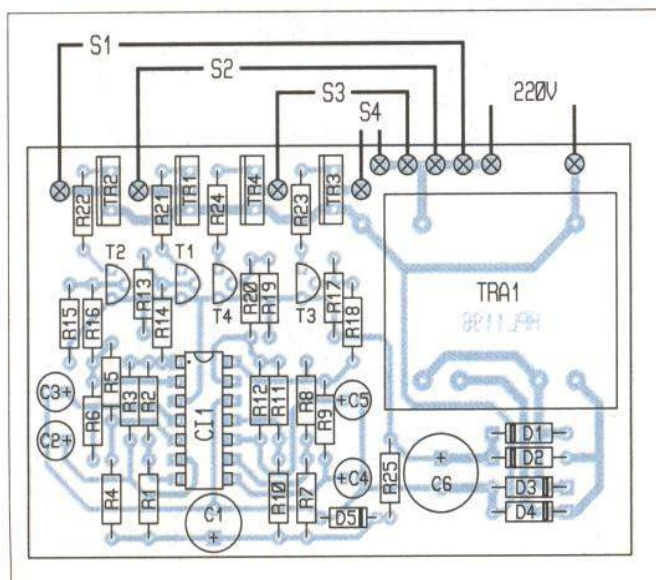 S1
S2
S3
S4
220V
R22
TR2
R21
TR1
R24
TR4
R23
TR3
T2
T1
T4
T3
R13
R14
R20
R19
R17
R18
R15
R16
TRA1
R5
R6
R3
R2
CI1
R12
R11
R8
R9
C3+
C2+
+C5
+C4
R4
R1
C1
+
R10
R7
D5
R25
+
C6
D1
D2
D3
D4